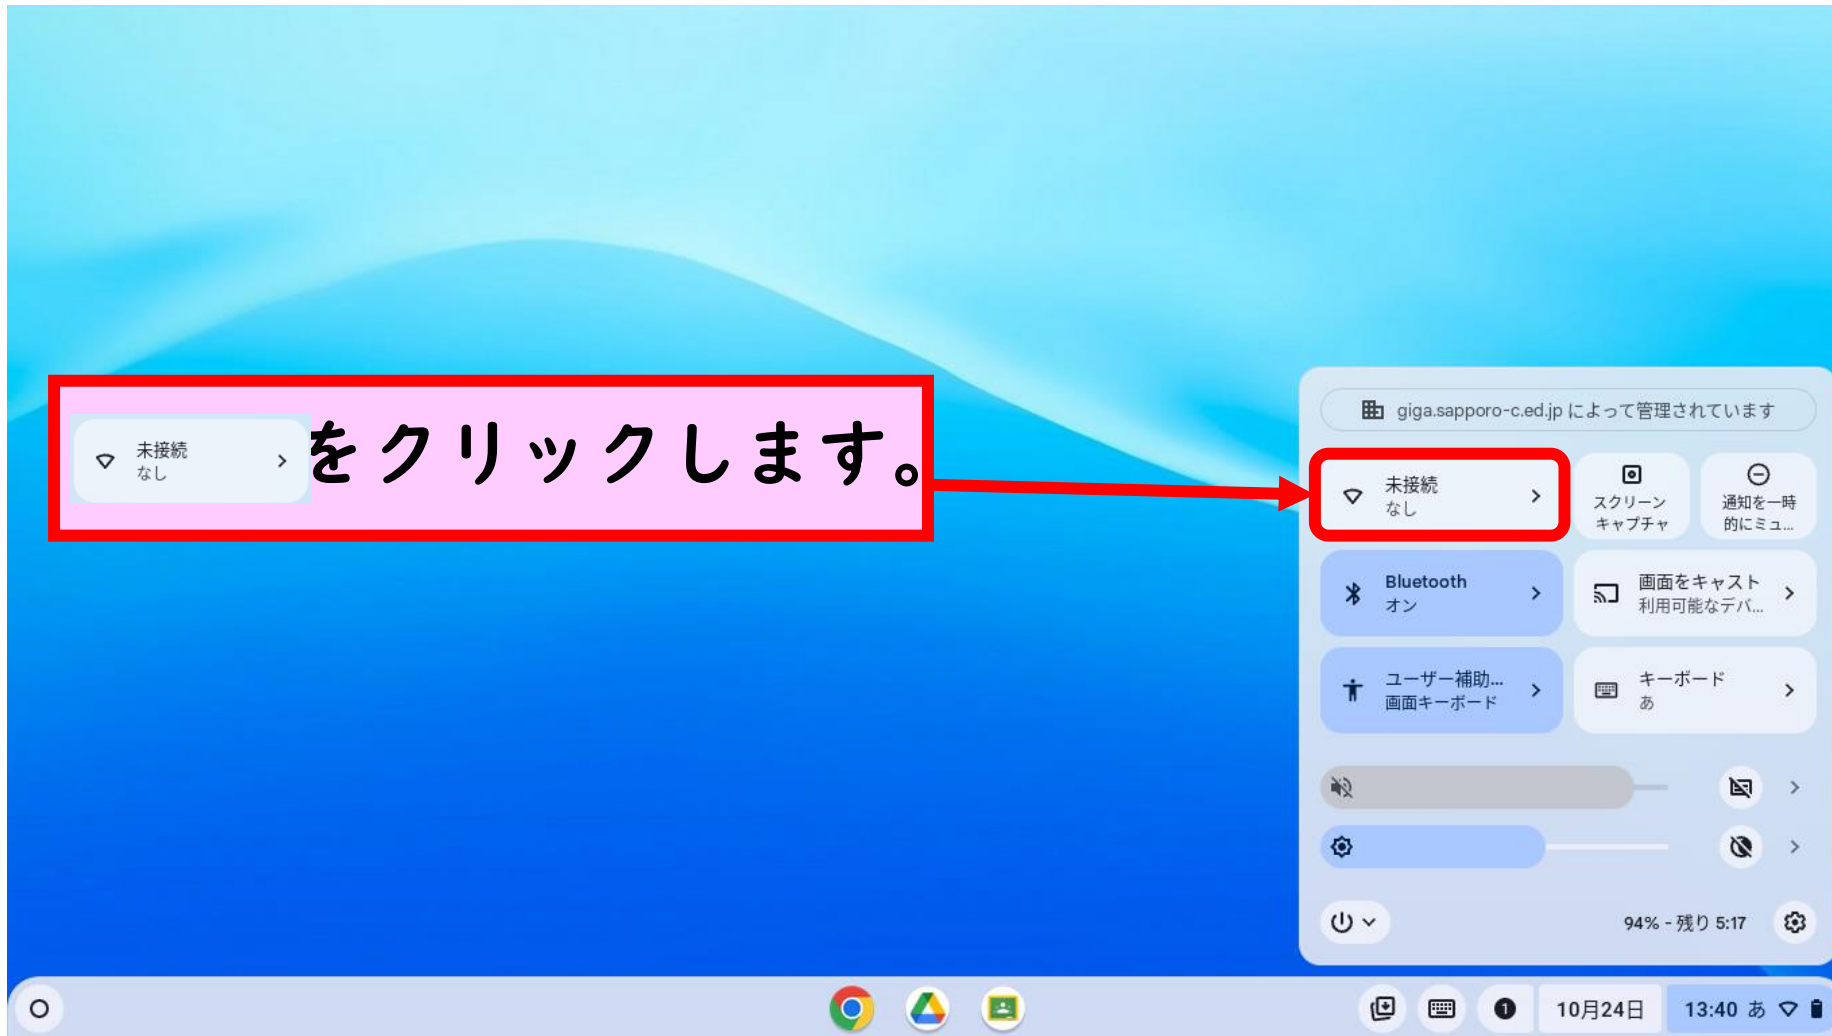 未接続
なし
をクリックします。
giga.sapporo-c.ed.jp によって管理されています
未接続
なし
スクリーン
キャプチャ
通知を一時
的にミュ...
Bluetooth
オン
画面をキャスト
利用可能なデバ...
ユーザー補助...
画面キーボード
キーボード
あ
94% - 残り 5:17
1
10月24日
13:40 あ